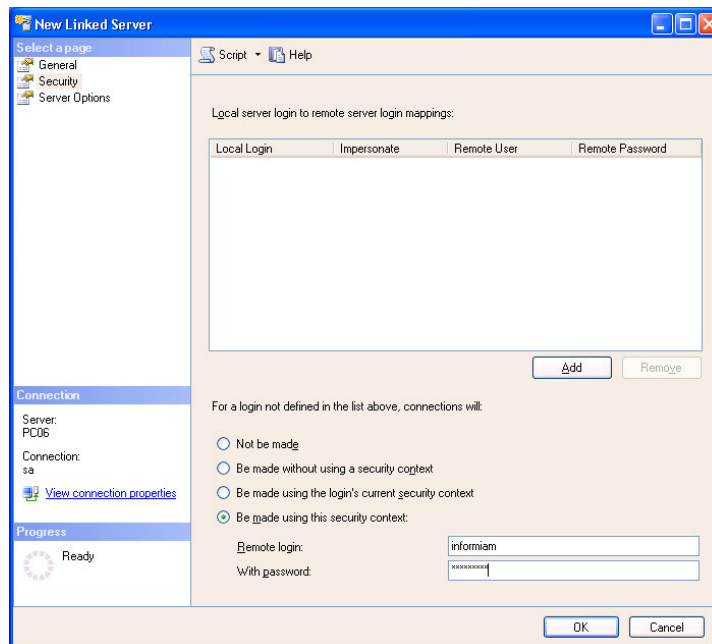 New Linked Server
Select a page
General
Security
Server Options
Script Help
Local server login to remote server login mappings:
Local Login Impersonate Remote User Remote Password
Add Remove
For a login not defined in the list above, connections will:
Not be made
Be made without using a security context
Be made using the login's current security context
Be made using this security context:
Remote login: informiam
With password: *********
Connection
Server:
PC06
Connection:
sa
View connection properties
Progress
Ready
OK Cancel